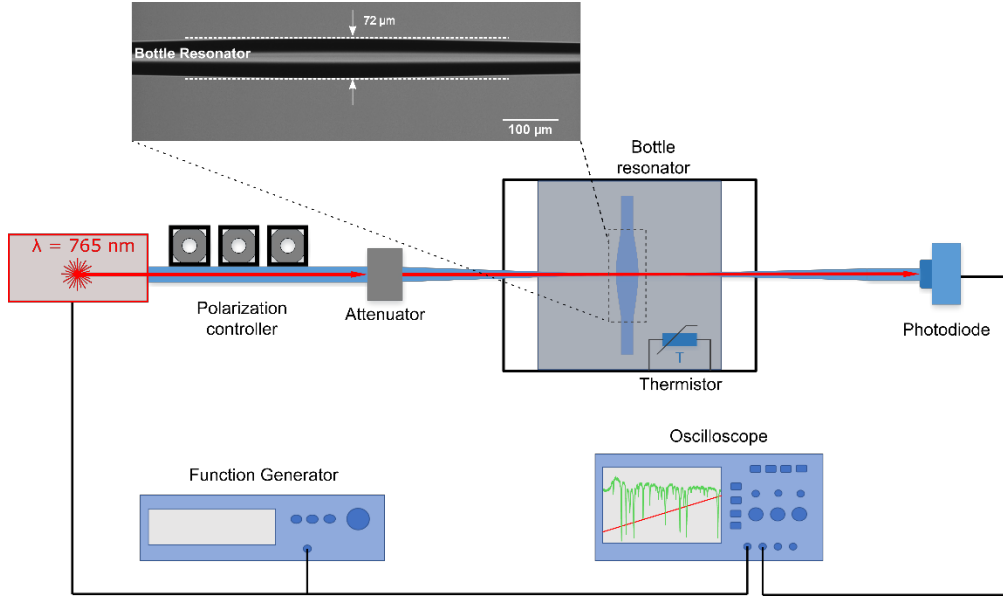 72 µm
Bottle Resonator
100 µm
Bottle
resonator
λ = 765 nm
Polarization
controller
Attenuator
Photodiode
T
Thermistor
Oscilloscope
Function Generator